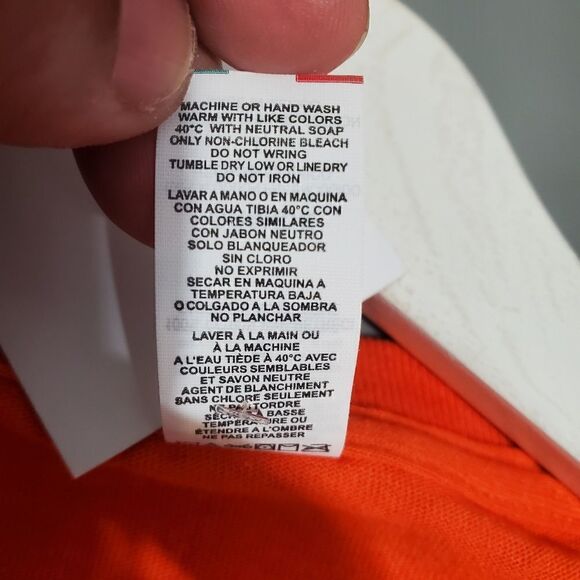 MACHINE OR HAND WASH
WARM WITH LIKE COLORS
40°C WITH NEUTRAL SOAP
ONLY NON-CHLORINE BLEACH
DO NOT WRING
TUMBLE DRY LOW OR LINE DRY
DO NOT IRON
LAVAR A MANO O EN MAQUINA
CON AGUA TIBIA 40°C CON
COLORES SIMILARES
CON JABON NEUTRO
SOLO BLANQUEADOR
SIN CLORO
NO EXPRIMIR
SECAR EN MAQUINA A
TEMPERATURA BAJA
O COLGADO A LA SOMBRA
NO PLANCHAR
LAVER À LA MAIN OU
À LA MACHINE
A L'EAU TIÈDE À 40°C AVEC
COULEURS SEMBLABLES
ET SAVON NEUTRE
AGENT DE BLANCHIMENT
SANS CHLORE SEULEMENT
BASSE
TEMPÉRATURE OU
ÉTENDRE A L'OMBRE
NE PAS REPASSER